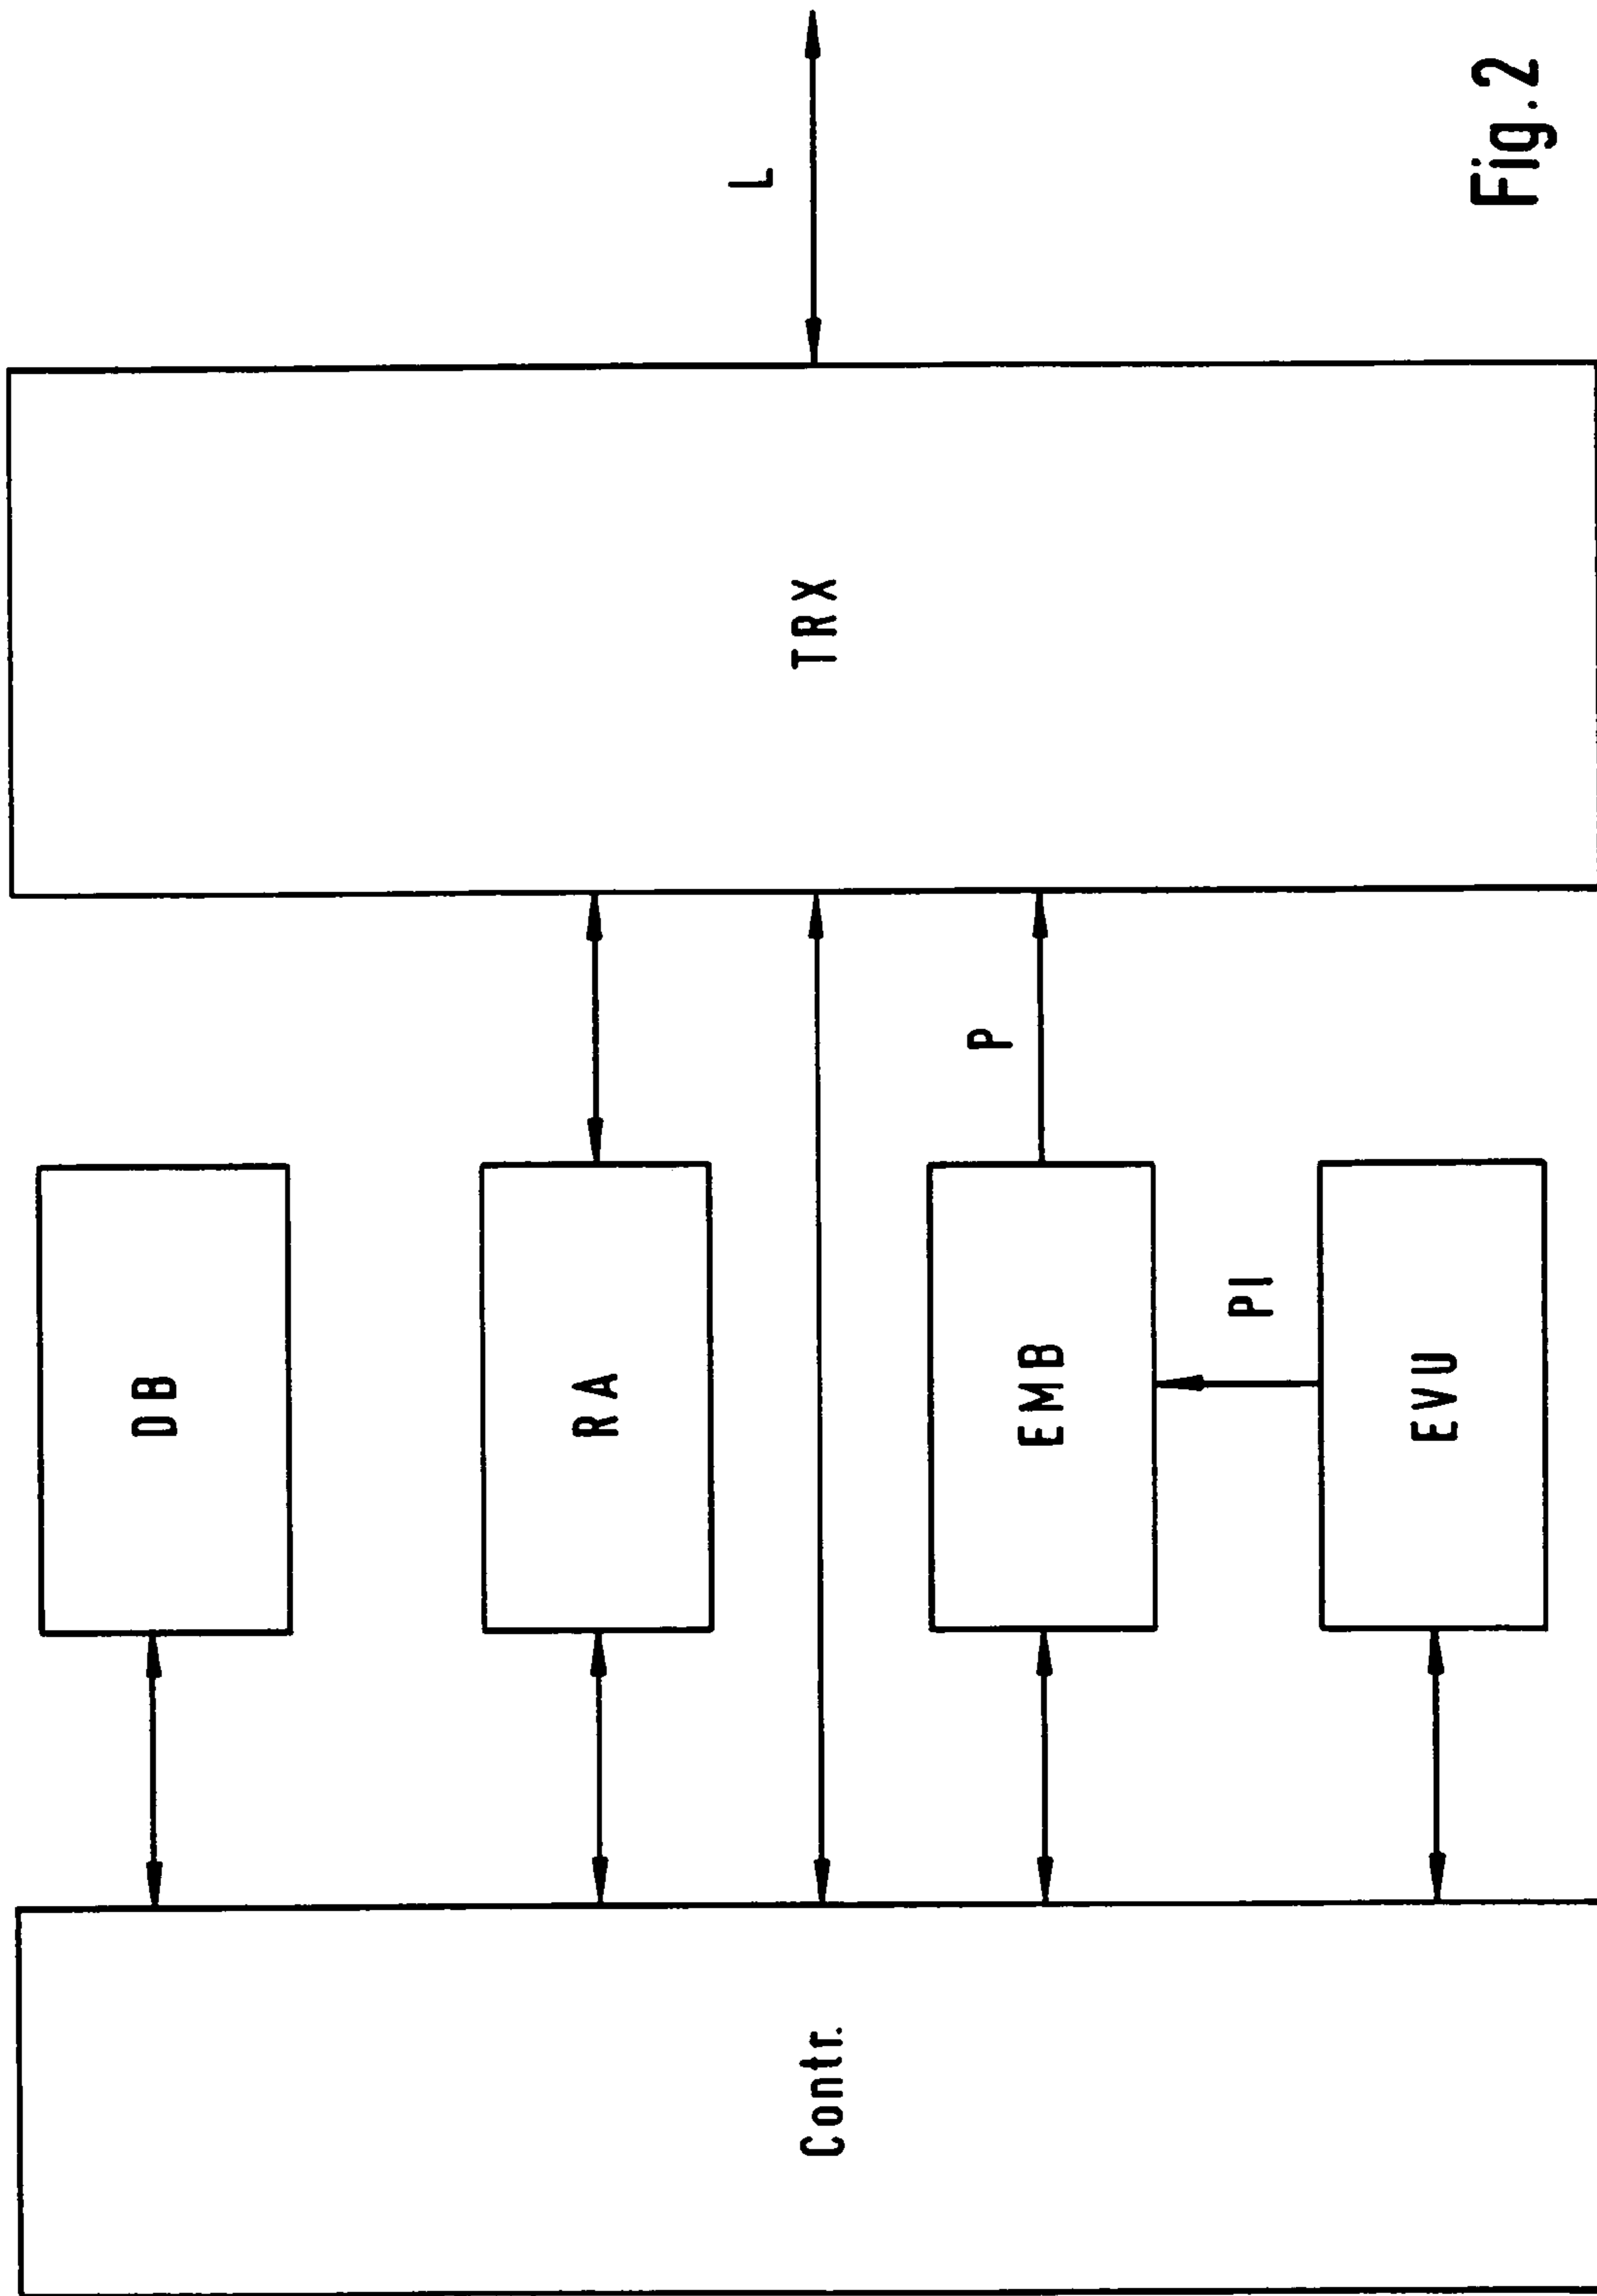 DB
RA
L
Contr.
TRX
P
EMB
PI
EVU
Fig.2